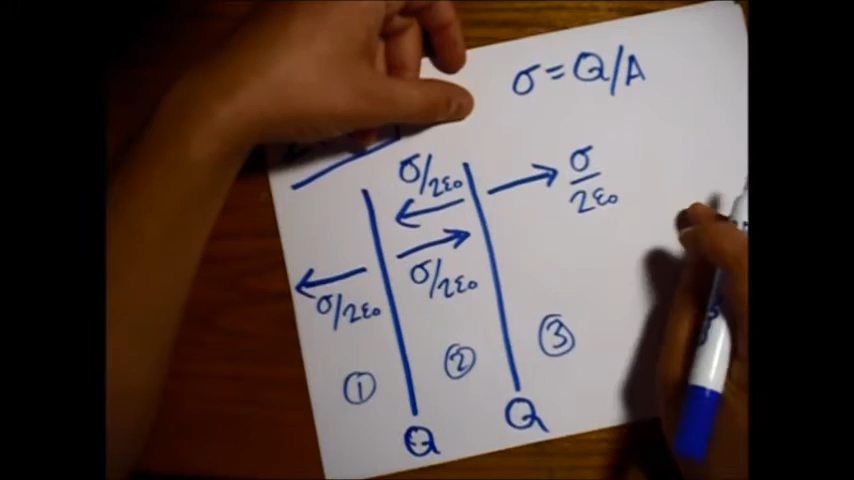 σ = Q/A
σ/2ε₀
σ
2ε₀
σ/2ε₀
σ/2ε₀
① ② ③
Q Q